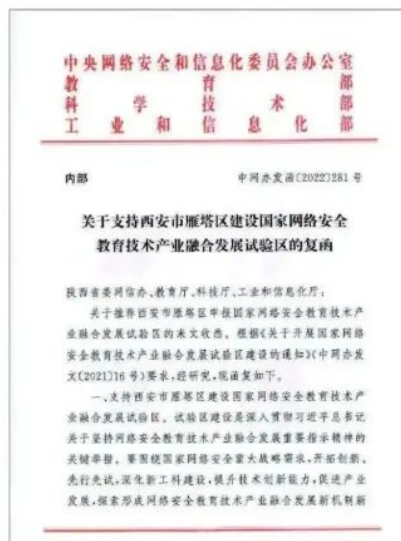 中央网络安全和信息化委员会办公室
教育部
科学技术部
工业和信息化部
内部 中网办发函〔2022〕281号
关于支持西安市雁塔区建设国家网络安全
教育技术产业融合发展试验区的复函
陕西省委网信办、教育厅、科技厅、工业和信息化厅：
关于推荐西安市雁塔区申报国家网络安全教育技术产
业融合发展试验区的来文收悉。根据《关于开展国家网络
安全教育技术产业融合发展试验区建设的通知》（中网办发
文〔2021〕16号）要求，经研究，现函复如下。
一、支持西安市雁塔区建设国家网络安全教育技术产
业融合发展试验区。试验区建设是深入贯彻习近平总书记
关于坚持网络安全教育技术产业融合发展重要指示精神的
关键举措。要围绕国家网络安全重大战略需求，开拓创新、
先行先试，深化新工科建设，提升技术创新能力，促进产业
发展，探索形成网络安全教育技术产业融合发展新机制新